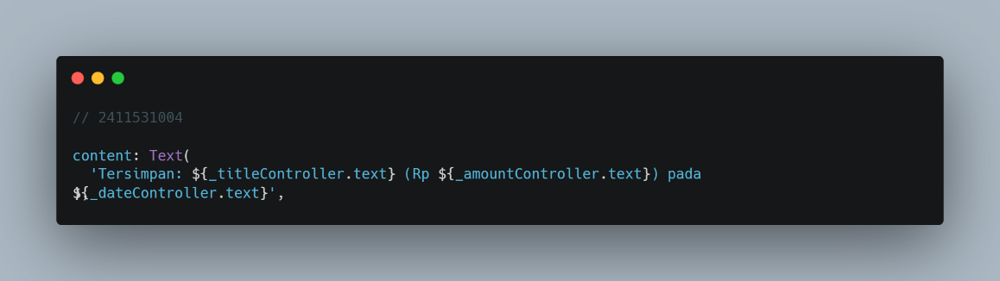 // 2411531004
content: Text(
'Tersimpan: ${_titleController.text} (Rp ${_amountController.text}) pada
${_dateController.text}',